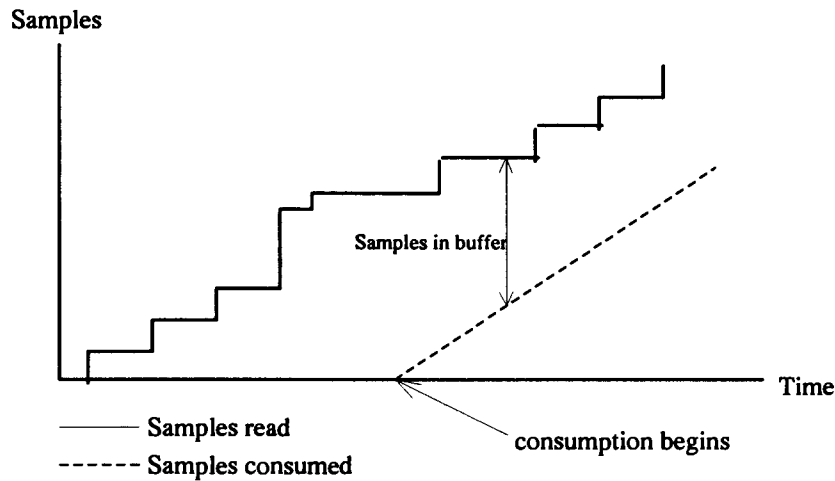 Samples
Samples in buffer
Time
Samples read
consumption begins
Samples consumed